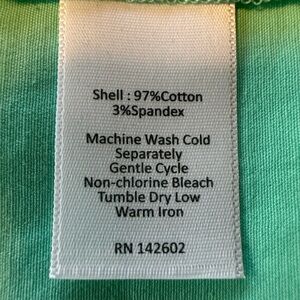 Shell : 97%Cotton
3%Spandex
Machine Wash Cold
Separately
Gentle Cycle
Non-chlorine Bleach
Tumble Dry Low
Warm Iron
RN 142602